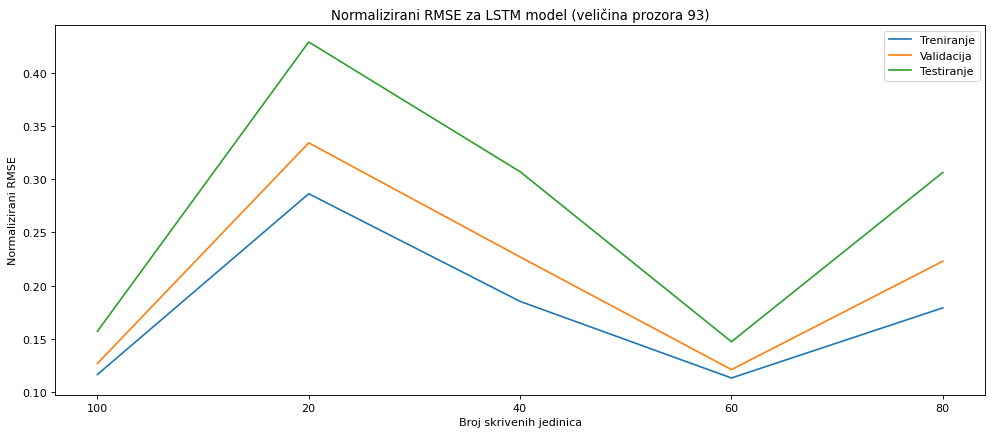 Normalizirani RMSE za LSTM model (veličina prozora 93)
Treniranje
Validacija
Testiranje
0.40
0.35
0.30
0.25
0.20
0.15
0.10
Normalizirani RMSE
100 20 40 60 80
Broj skrivenih jedinica